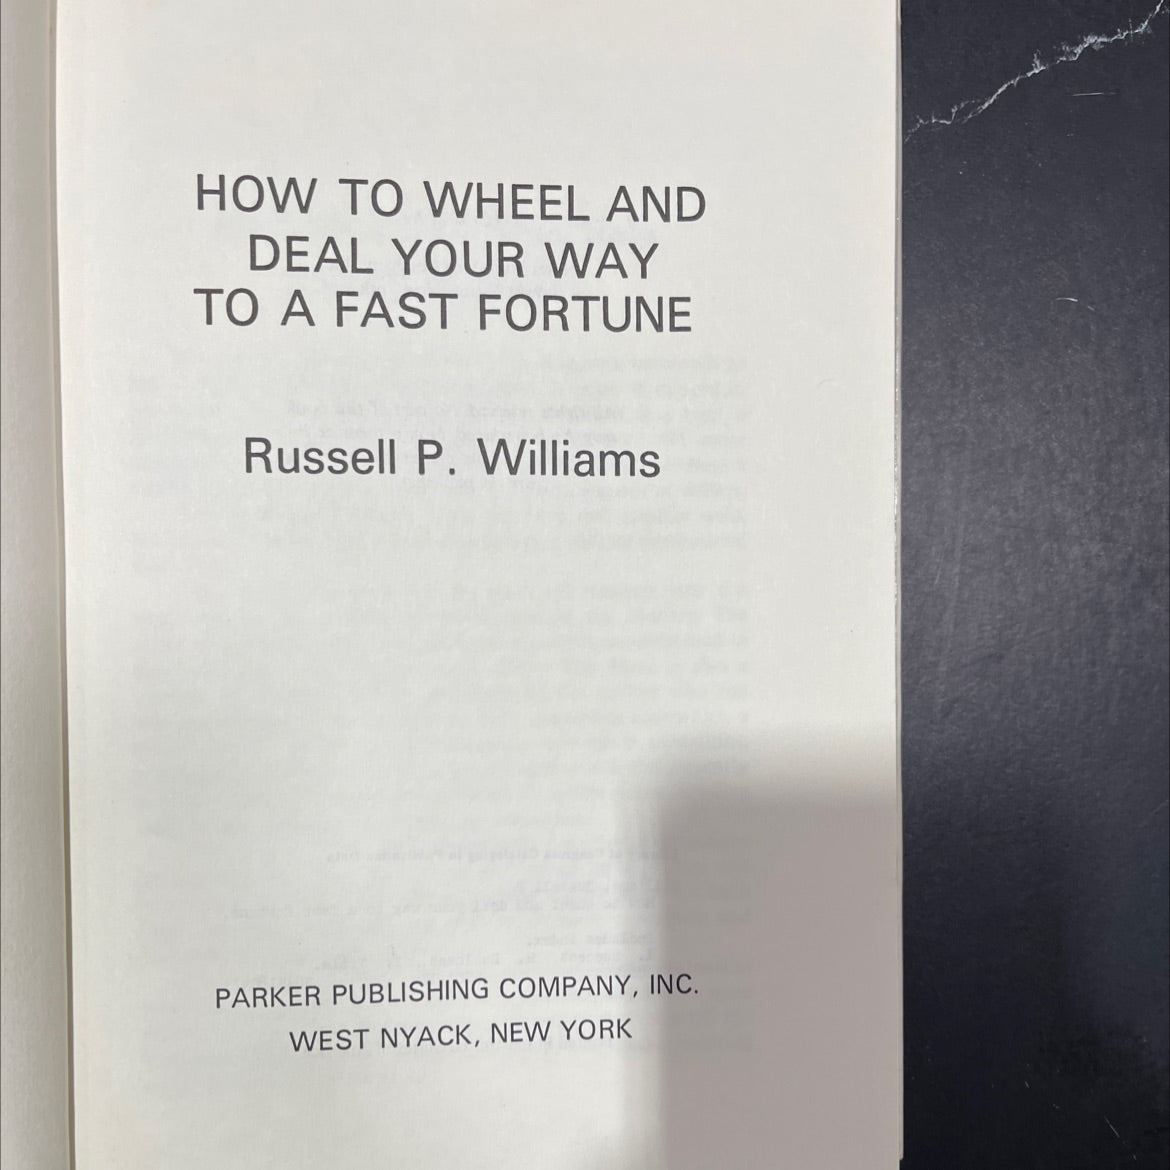 HOW TO WHEEL AND
DEAL YOUR WAY
TO A FAST FORTUNE
Russell P. Williams
PARKER PUBLISHING COMPANY, INC.
WEST NYACK, NEW YORK